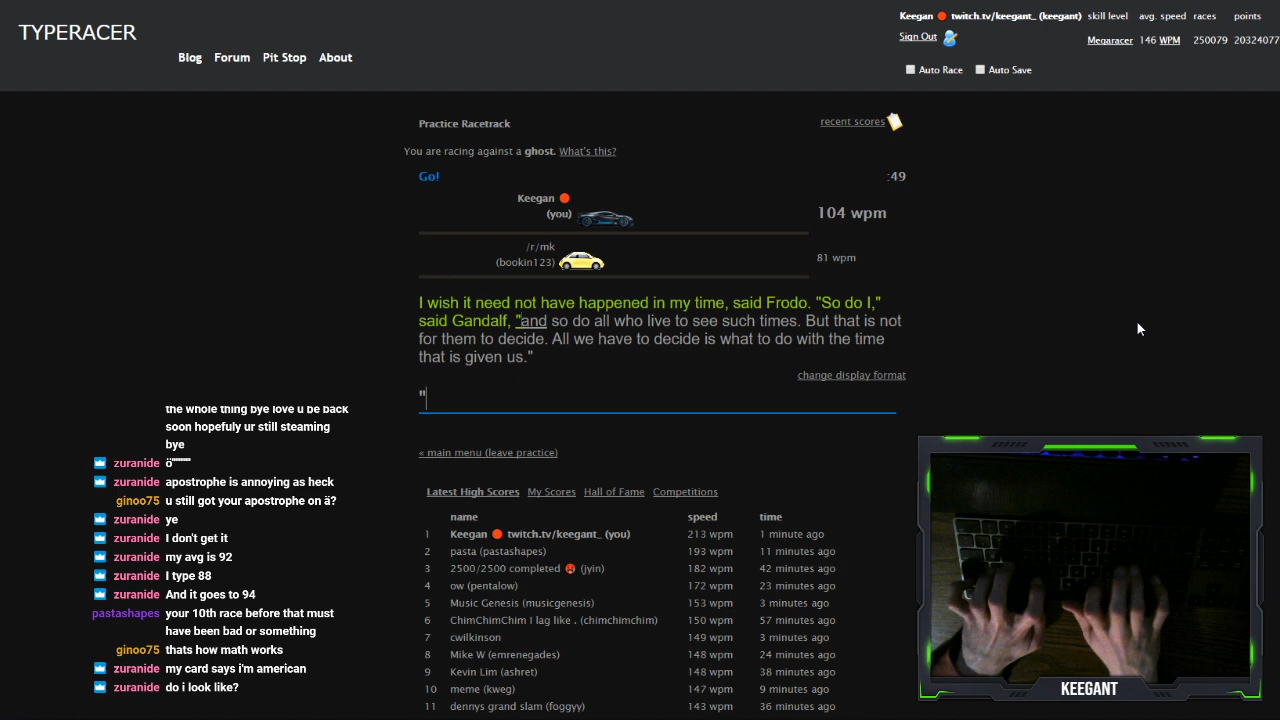 TYPERACER
Blog Forum Pit Stop About
Keegan twitch.tv/keegant_ (keegant) skill level avg. speed races points
Sign Out Megaracer 146 WPM 250079 20324077
Auto Race Auto Save
Practice Racetrack
recent scores
You are racing against a ghost. What's this?
Go! :49
Keegan
(you)
104 wpm
/r/mk
(bookin123)
81 wpm
I wish it need not have happened in my time, said Frodo. "So do I,"
said Gandalf, "and so do all who live to see such times. But that is not
for them to decide. All we have to decide is what to do with the time
that is given us."
change display format
"
« main menu (leave practice)
Latest High Scores My Scores Hall of Fame Competitions
name speed time
1 Keegan twitch.tv/keegant_ (you) 213 wpm 1 minute ago
2 pasta (pastashapes) 193 wpm 11 minutes ago
3 2500/2500 completed (jyin) 182 wpm 42 minutes ago
4 ow (pentalow) 172 wpm 23 minutes ago
5 Music Genesis (musicgenesis) 153 wpm 3 minutes ago
6 ChimChimChim I lag like . (chimchimchim) 150 wpm 57 minutes ago
7 cwilkinson 149 wpm 3 minutes ago
8 Mike W (emrenegades) 148 wpm 24 minutes ago
9 Kevin Lim (ashret) 148 wpm 38 minutes ago
10 meme (kweg) 147 wpm 9 minutes ago
11 dennys grand slam (foggyy) 143 wpm 36 minutes ago
the whole thing bye love u be back
soon hopefuly ur still steaming
bye
zuranide
zuranide apostrophe is annoying as heck
ginoo75 u still got your apostrophe on ä?
zuranide ye
zuranide I don't get it
zuranide my avg is 92
zuranide I type 88
zuranide And it goes to 94
pastashapes your 10th race before that must
have been bad or something
ginoo75 thats how math works
zuranide my card says i'm american
zuranide do i look like?
KEEGANT